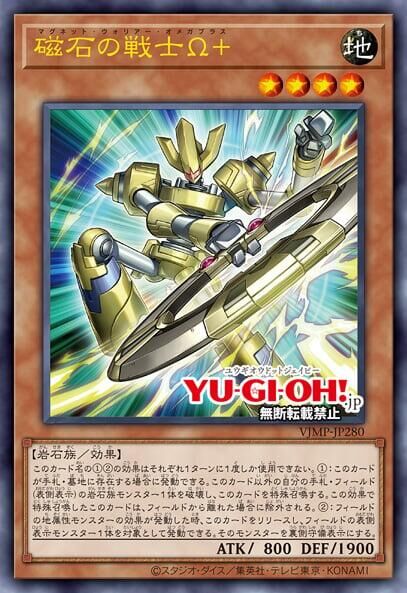 マグネット・ウォリアー・オメガプラス
磁石の戦士Ω+
地
ユウギオウドットジェイピー
YU-GI-OH!.jp
無断転載禁止
VJMP-JP280
【岩石族/効果】
このカード名の①②の効果はそれぞれ1ターンに1度しか使用できない。①:このカード
が手札・墓地に存在する場合に発動できる。このカード以外の自分の手札・フィールド
(表側表示)の岩石族モンスター1体を破壊し、このカードを特殊召喚する。この効果で
特殊召喚したこのカードは、フィールドから離れた場合に除外される。②:フィールド
の地属性モンスターの効果が発動した時、このカードをリリースし、フィールドの表側
表示モンスター1体を対象として発動できる。そのモンスターを裏側守備表示にする。
ATK/ 800 DEF/1900
©スタジオ・ダイス/集英社・テレビ東京・KONAMI